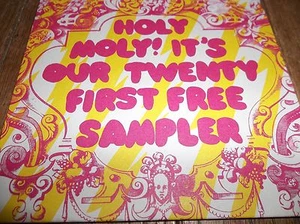 HOLY
MOLY! IT'S
OUR TWENTY
FIRST FREE
SAMPLER